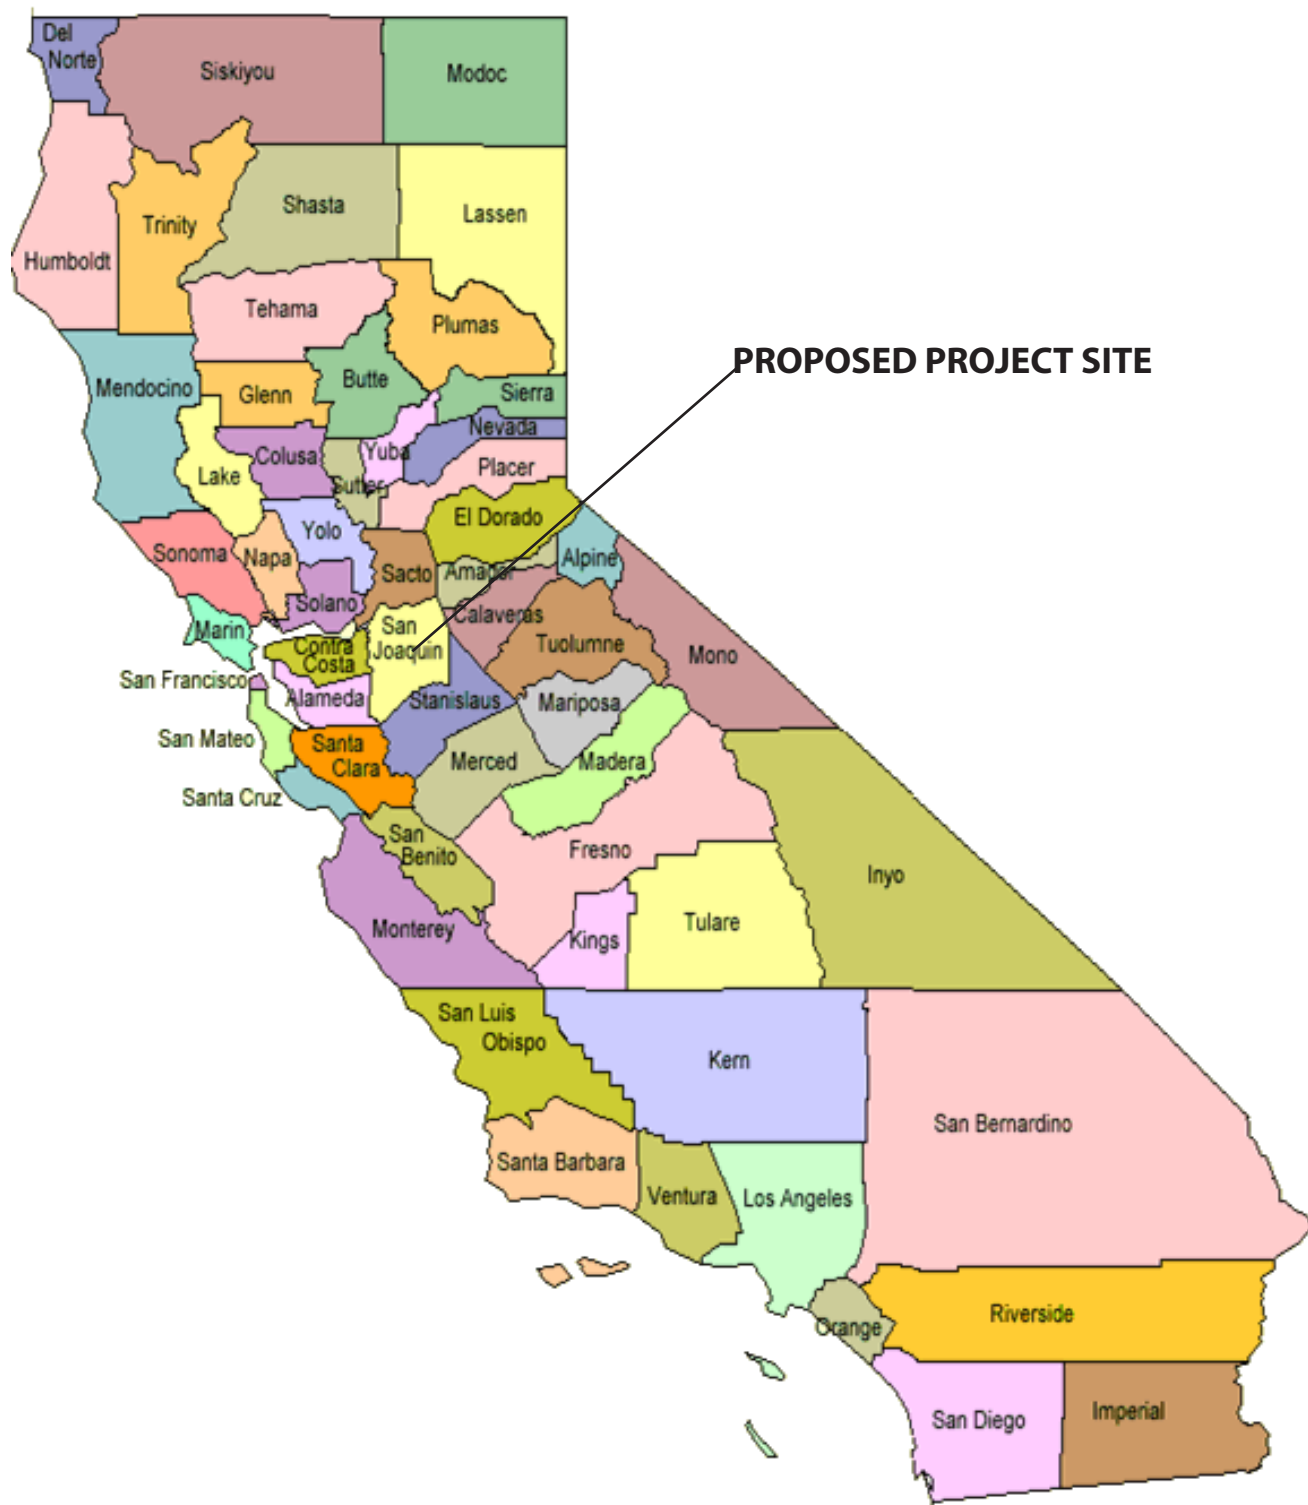 Del
Norte
Siskiyou
Modoc
Shasta
Lassen
Trinity
Humboldt
Tehama
Plumas
PROPOSED PROJECT SITE
Mendocino
Glenn
Butte
Sierra
Nevada
Colusa
Yuba
Placer
Lake
Sutter
El Dorado
Yolo
Sonoma
Napa
Sacto
Amador
Alpine
Solano
Calaveras
Marin
San
Joaquin
Tuolumne
Contra
Costa
Mono
San Francisco
Alameda
Stanislaus
Mariposa
San Mateo
Santa
Clara
Merced
Madera
Santa Cruz
San
Benito
Fresno
Inyo
Monterey
Kings
Tulare
San Luis
Obispo
Kern
San Bernardino
Santa Barbara
Ventura
Los Angeles
Orange
Riverside
San Diego
Imperial